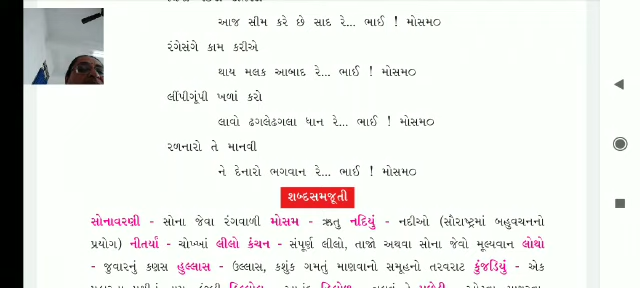 આજ સીમ કરે છે સાદ રે... ભાઈ ! મોસમ૦
રંગેસંગે કામ કરીએ
થાય મલક આબાદ રે... ભાઈ ! મોસમ૦
લીંપીગૂંપી ખળાં કરો
લાવો ઢગલેઢગલા ધાન રે... ભાઈ ! મોસમ૦
રળનારો તે માનવી
ને દેનારો ભગવાન રે... ભાઈ ! મોસમ૦
શબ્દસમજૂતી
સોનાવરણી - સોના જેવા રંગવાળી મોસમ - ઋતુ નદિયું - નદીઓ (સૌરાષ્ટ્રમાં બહુવચનનો
પ્રયોગ) નીતર્યાં - ચોખ્ખાં લીલો કંચન - સંપૂર્ણ લીલો, તાજો અથવા સોના જેવો મૂલ્યવાન લોથો
- જુવારનું કણસ હુલ્લાસ - ઉલ્લાસ, કશુંક ગમતું માણવાનો સમૂહનો તરવરાટ કુંજડિયું - એક